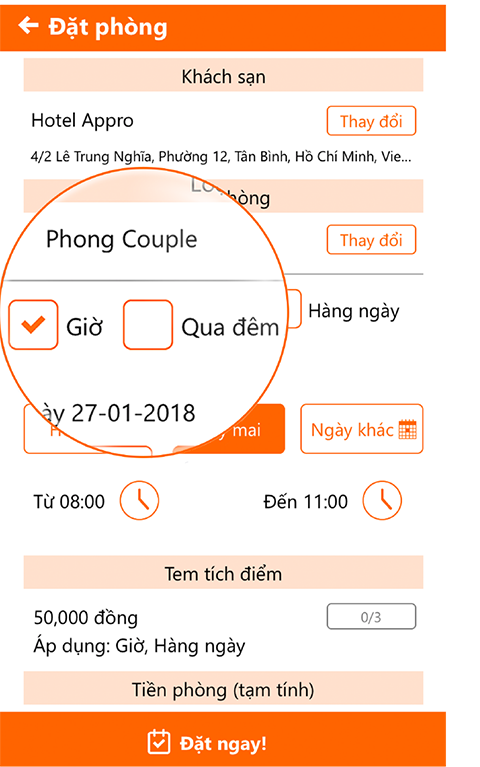 Đặt phòng
Khách sạn
Hotel Appro
Thay đổi
4/2 Lê Trung Nghĩa, Phường 12, Tân Bình, Hồ Chí Minh, Vie...
Phong Couple
Thay đổi
Giờ
Qua đêm
Hàng ngày
27-01-2018
mai
Ngày khác
Từ 08:00
Đến 11:00
Tem tích điểm
50,000 đồng
0/3
Áp dụng: Giờ, Hàng ngày
Tiền phòng (tạm tính)
Đặt ngay!